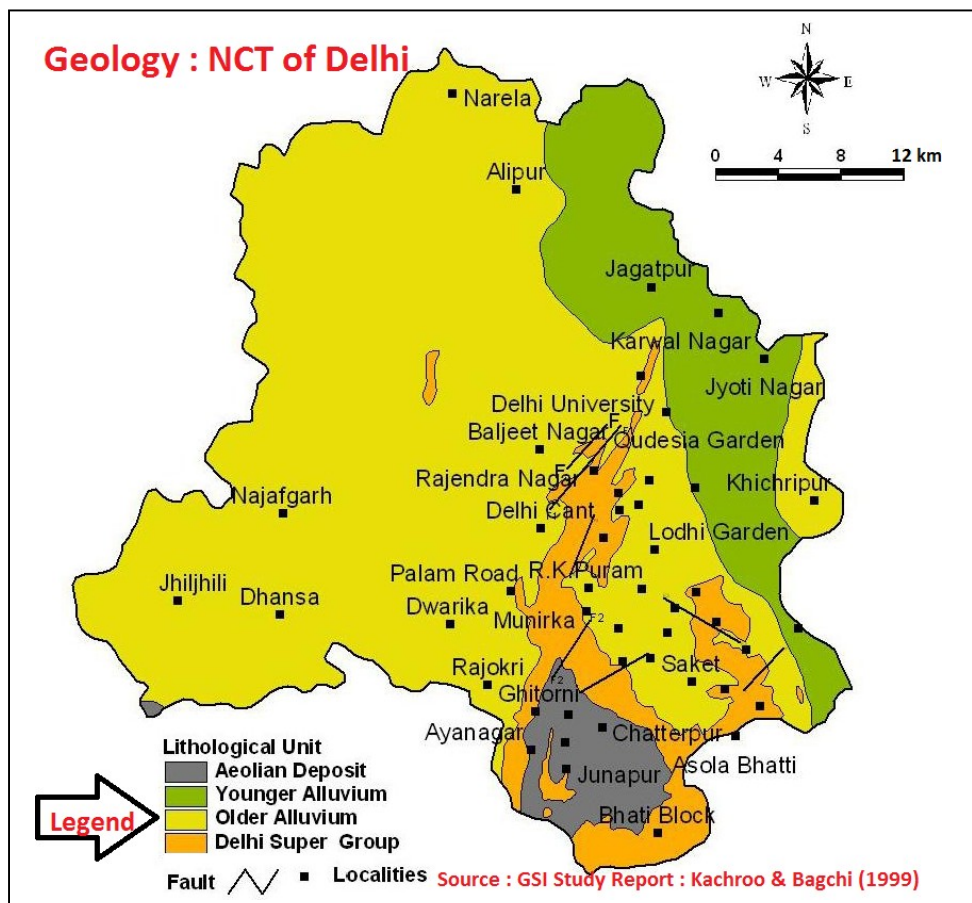 Geology : NCT of Delhi
N
W E
S
0 4 8 12 km
Narela
Alipur
Jagatpur
Karwal Nagar
Jyoti Nagar
Delhi University
F
Baljeet Nagar
Oudesia Garden
F
Rajendra Nagar
Khichripur
Najafgarh
Delhi Cant
Lodhi Garden
Palam Road
R.K.Puram
Jhiljhili
Dhansa
Dwarika
Munirka
F2
Saket
Rajokri
F2
Ghitorni
Ayanagar
Chatterpur
Asola Bhatti
Junapur
Bhati Block
Legend
Lithological Unit
Aeolian Deposit
Younger Alluvium
Older Alluvium
Delhi Super Group
Fault
Localities
Source : GSI Study Report : Kachroo & Bagchi (1999)